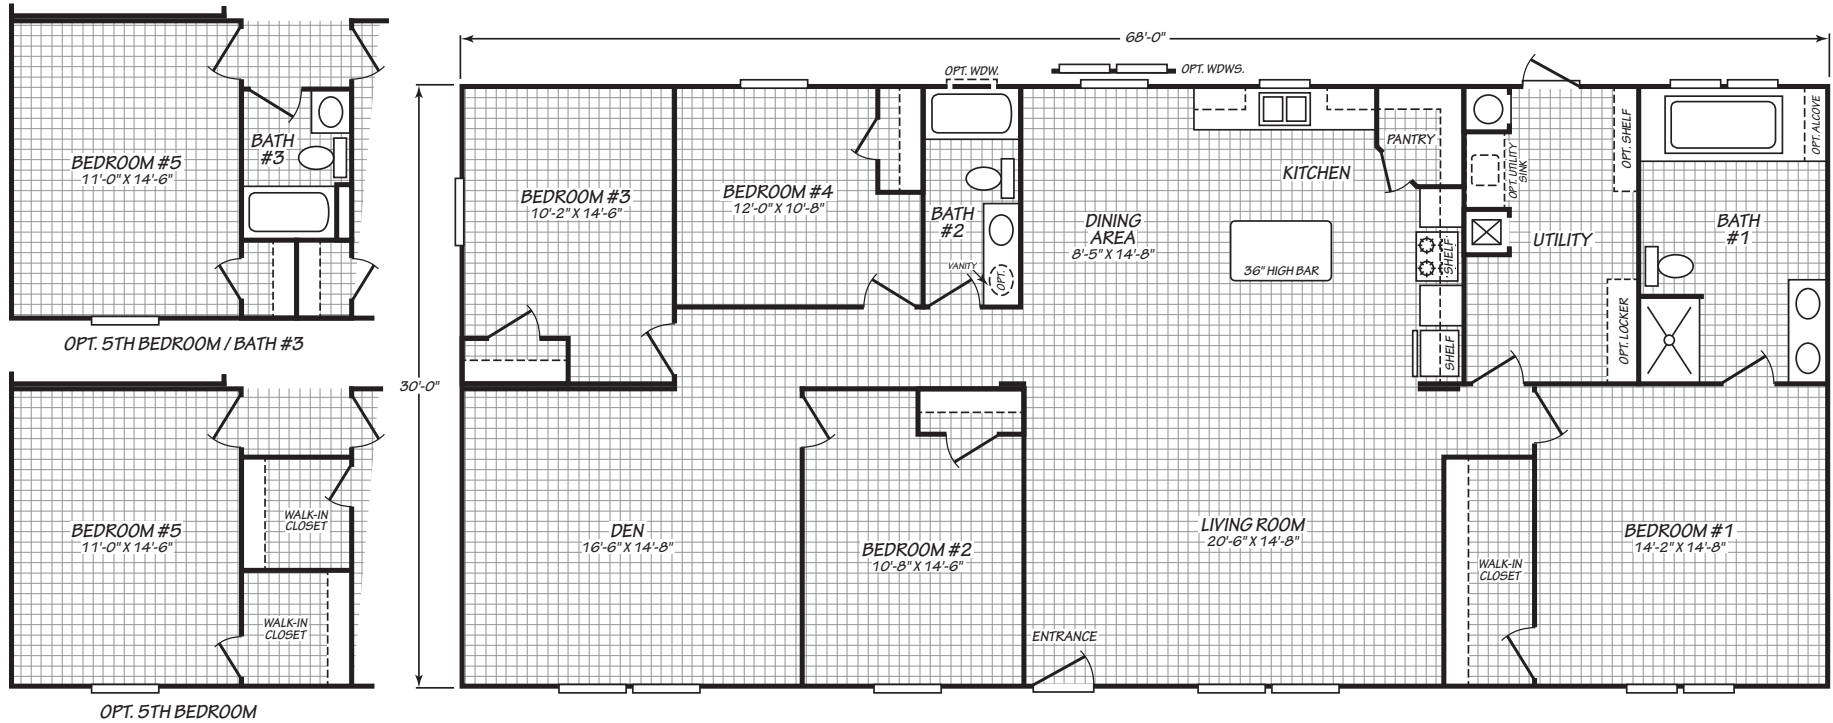 BEDROOM #5
11'-0" X 14'-6"
BATH
#3
OPT. 5TH BEDROOM / BATH #3
BEDROOM #5
11'-0" X 14'-6"
WALK-IN
CLOSET
WALK-IN
CLOSET
OPT. 5TH BEDROOM
68'-0"
30'-0"
OPT. WDW.
OPT. WDWS.
BEDROOM #3
10'-2" X 14'-6"
BEDROOM #4
12'-0" X 10'-8"
BATH
#2
VANITY
OPT.
DINING
AREA
8'-5" X 14'-8"
KITCHEN
PANTRY
36" HIGH BAR
SHELF
SHELF
OPT. UTILITY
SINK
UTILITY
OPT. SHELF
OPT. LOCKER
OPT. ALCOVE
BATH
#1
DEN
16'-6" X 14'-8"
BEDROOM #2
10'-8" X 14'-6"
ENTRANCE
LIVING ROOM
20'-6" X 14'-8"
WALK-IN
CLOSET
BEDROOM #1
14'-2" X 14'-8"